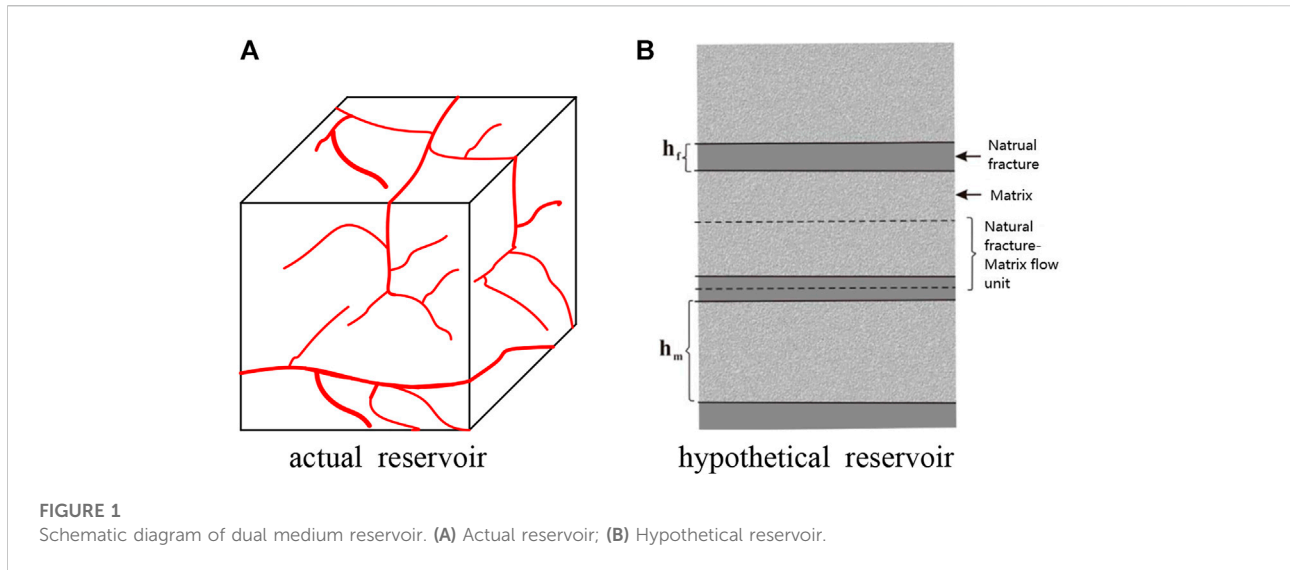 A
B
h_f
Natrual
fracture
Matrix
Natural
fracture-
Matrix flow
unit
h_m
actual reservoir
hypothetical reservoir
FIGURE 1
Schematic diagram of dual medium reservoir. (A) Actual reservoir; (B) Hypothetical reservoir.